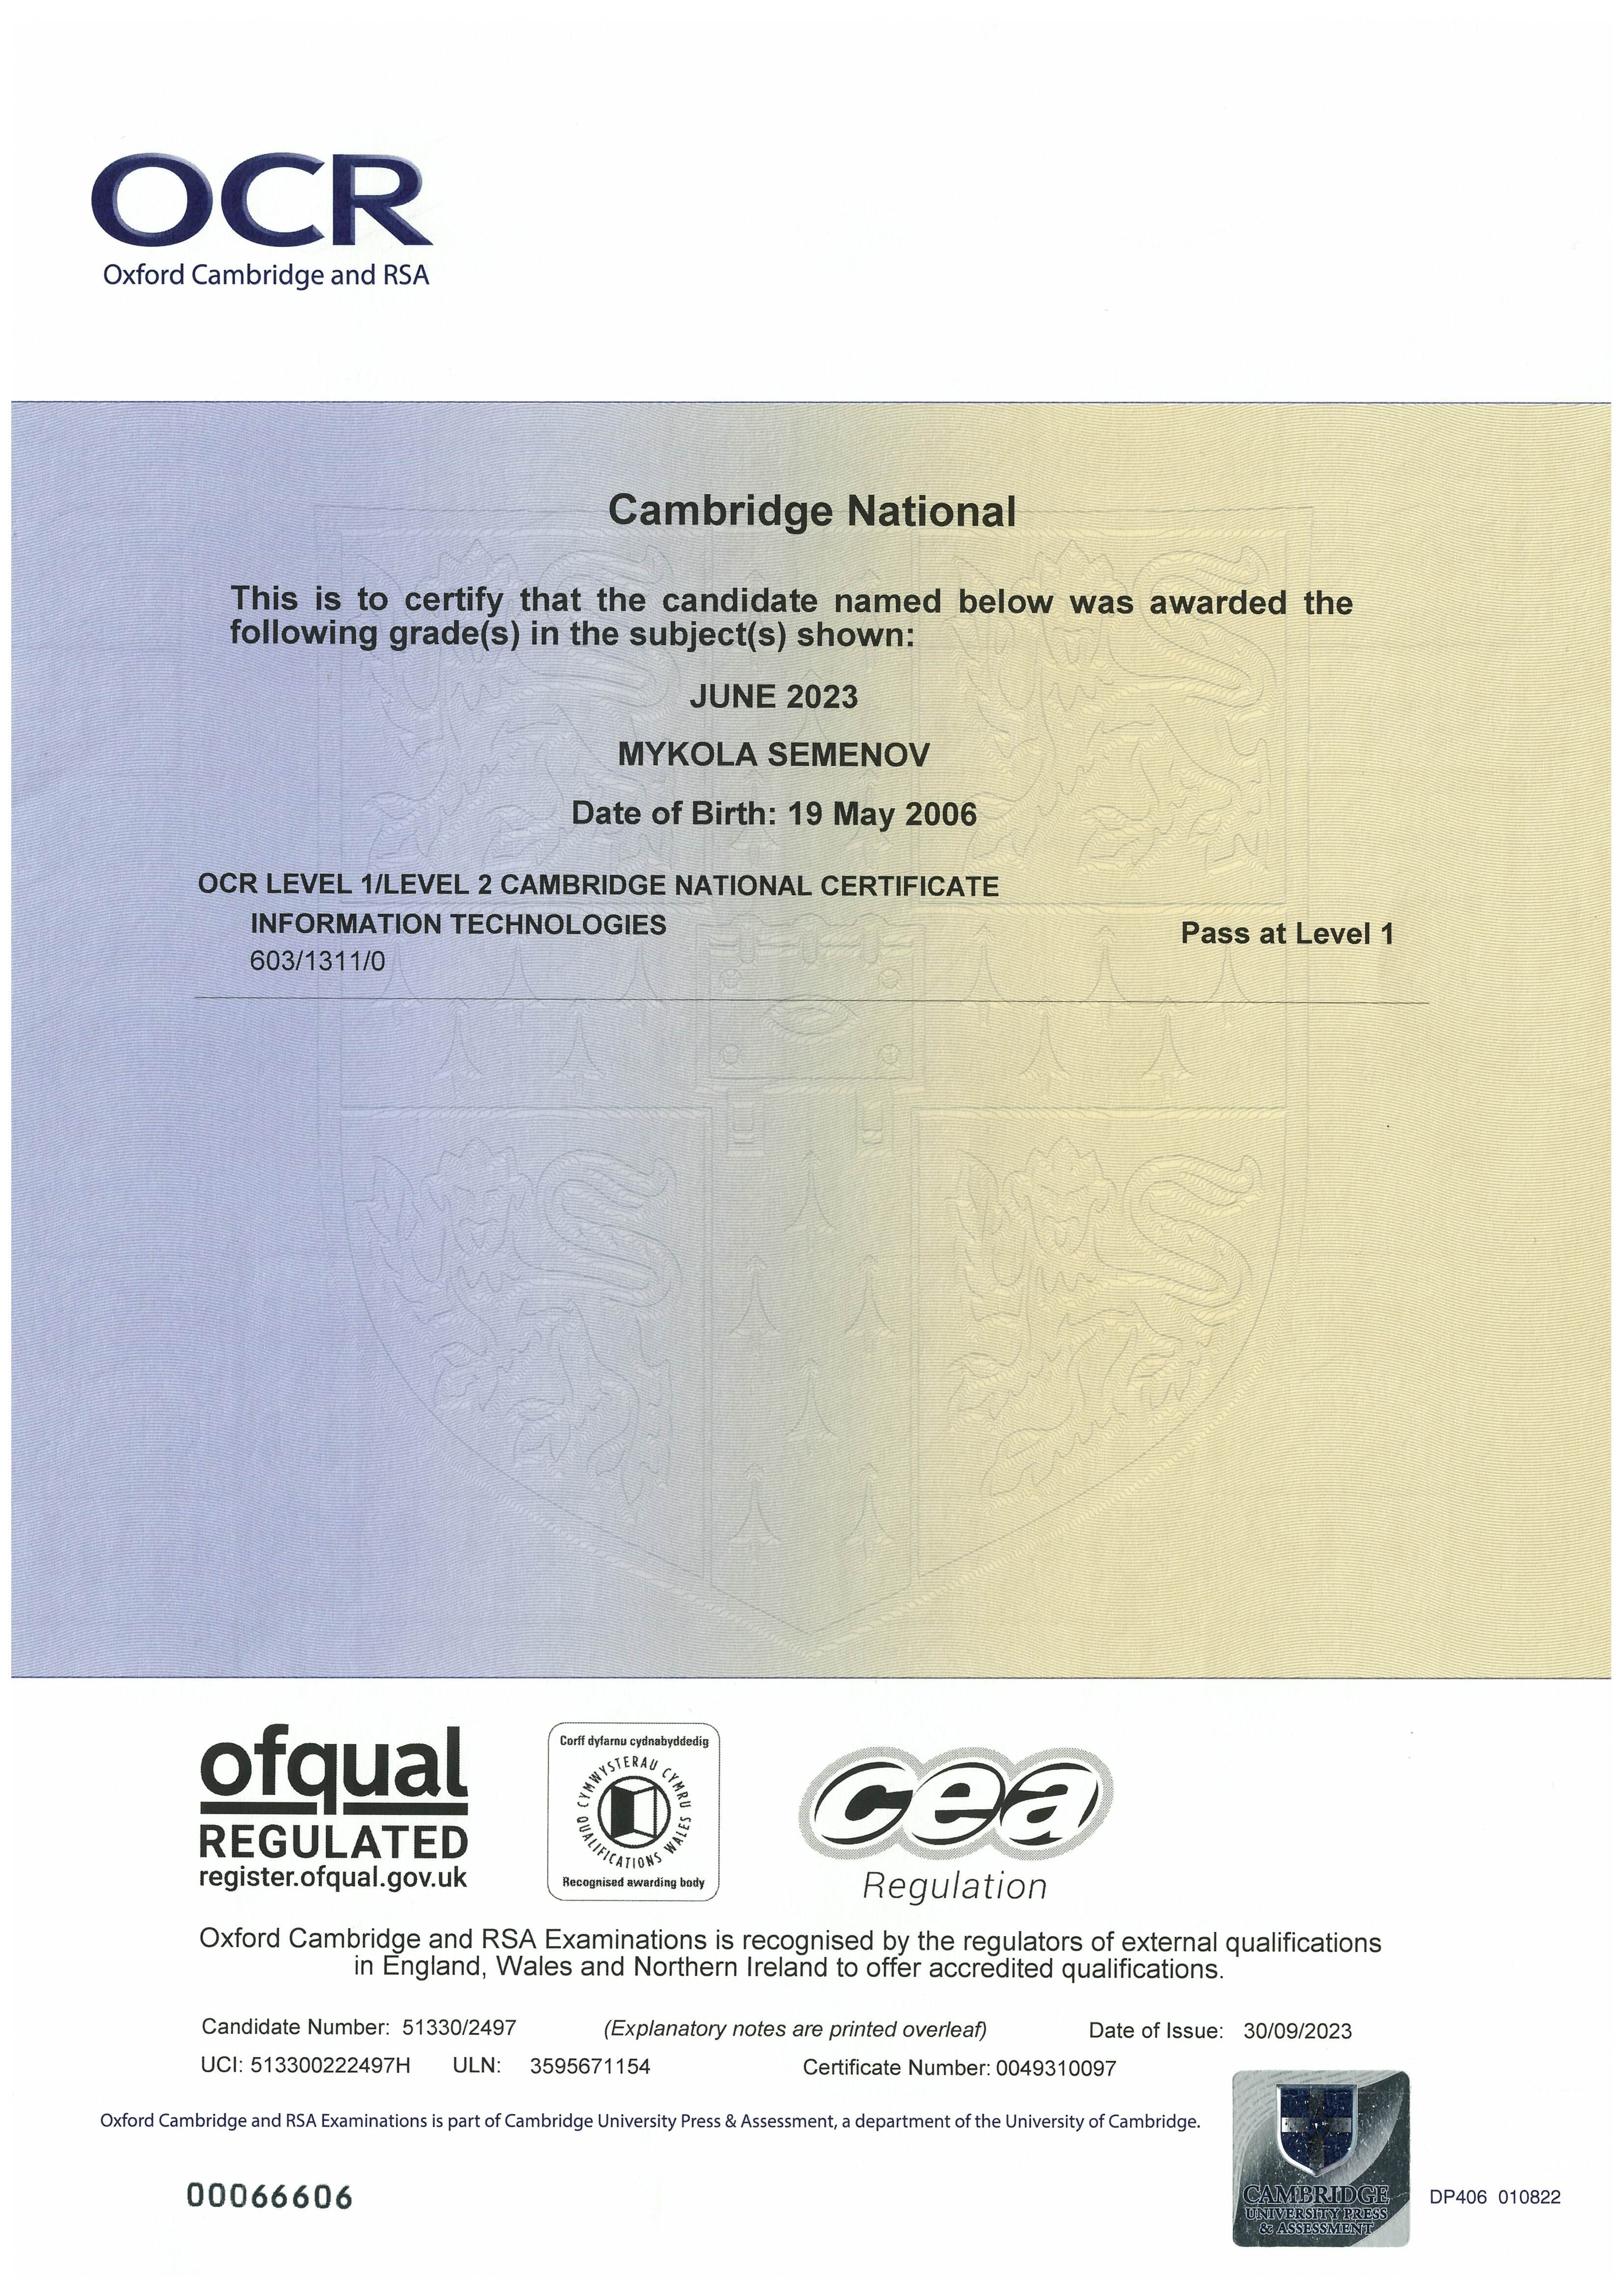 OCR
Oxford Cambridge and RSA
Cambridge National
This is to certify that the candidate named below was awarded the
following grade(s) in the subject(s) shown:
JUNE 2023
MYKOLA SEMENOV
Date of Birth: 19 May 2006
OCR LEVEL 1/LEVEL 2 CAMBRIDGE NATIONAL CERTIFICATE
INFORMATION TECHNOLOGIES
Pass at Level 1
603/1311/0
ofqual
REGULATED
register.ofqual.gov.uk
Corff dyfarnu cydnabyddedig
CYMWYSTERAU CYMRU
QUALIFICATIONS WALES
Recognised awarding body
cea
Regulation
Oxford Cambridge and RSA Examinations is recognised by the regulators of external qualifications
in England, Wales and Northern Ireland to offer accredited qualifications.
Candidate Number: 51330/2497 (Explanatory notes are printed overleaf) Date of Issue: 30/09/2023
UCI: 513300222497H ULN: 3595671154 Certificate Number: 0049310097
Oxford Cambridge and RSA Examinations is part of Cambridge University Press & Assessment, a department of the University of Cambridge.
CAMBRIDGE
UNIVERSITY PRESS
& ASSESSMENT
00066606
DP406 010822